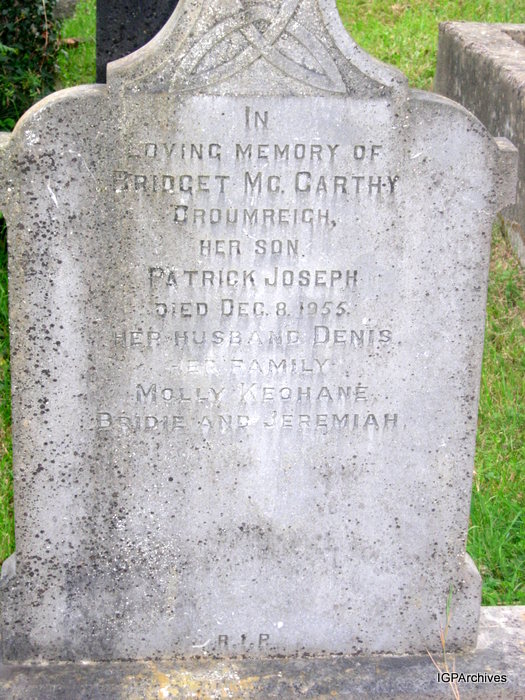 IN
LOVING MEMORY OF
BRIDGET MC. CARTHY
DROUMREIGH,
HER SON.
PATRICK JOSEPH
DIED DEC. 8. 1955.
HER HUSBAND DENIS.
HER FAMILY
MOLLY KEOHANE,
BRIDIE AND JEREMIAH.
R.I.P.
IGPArchives